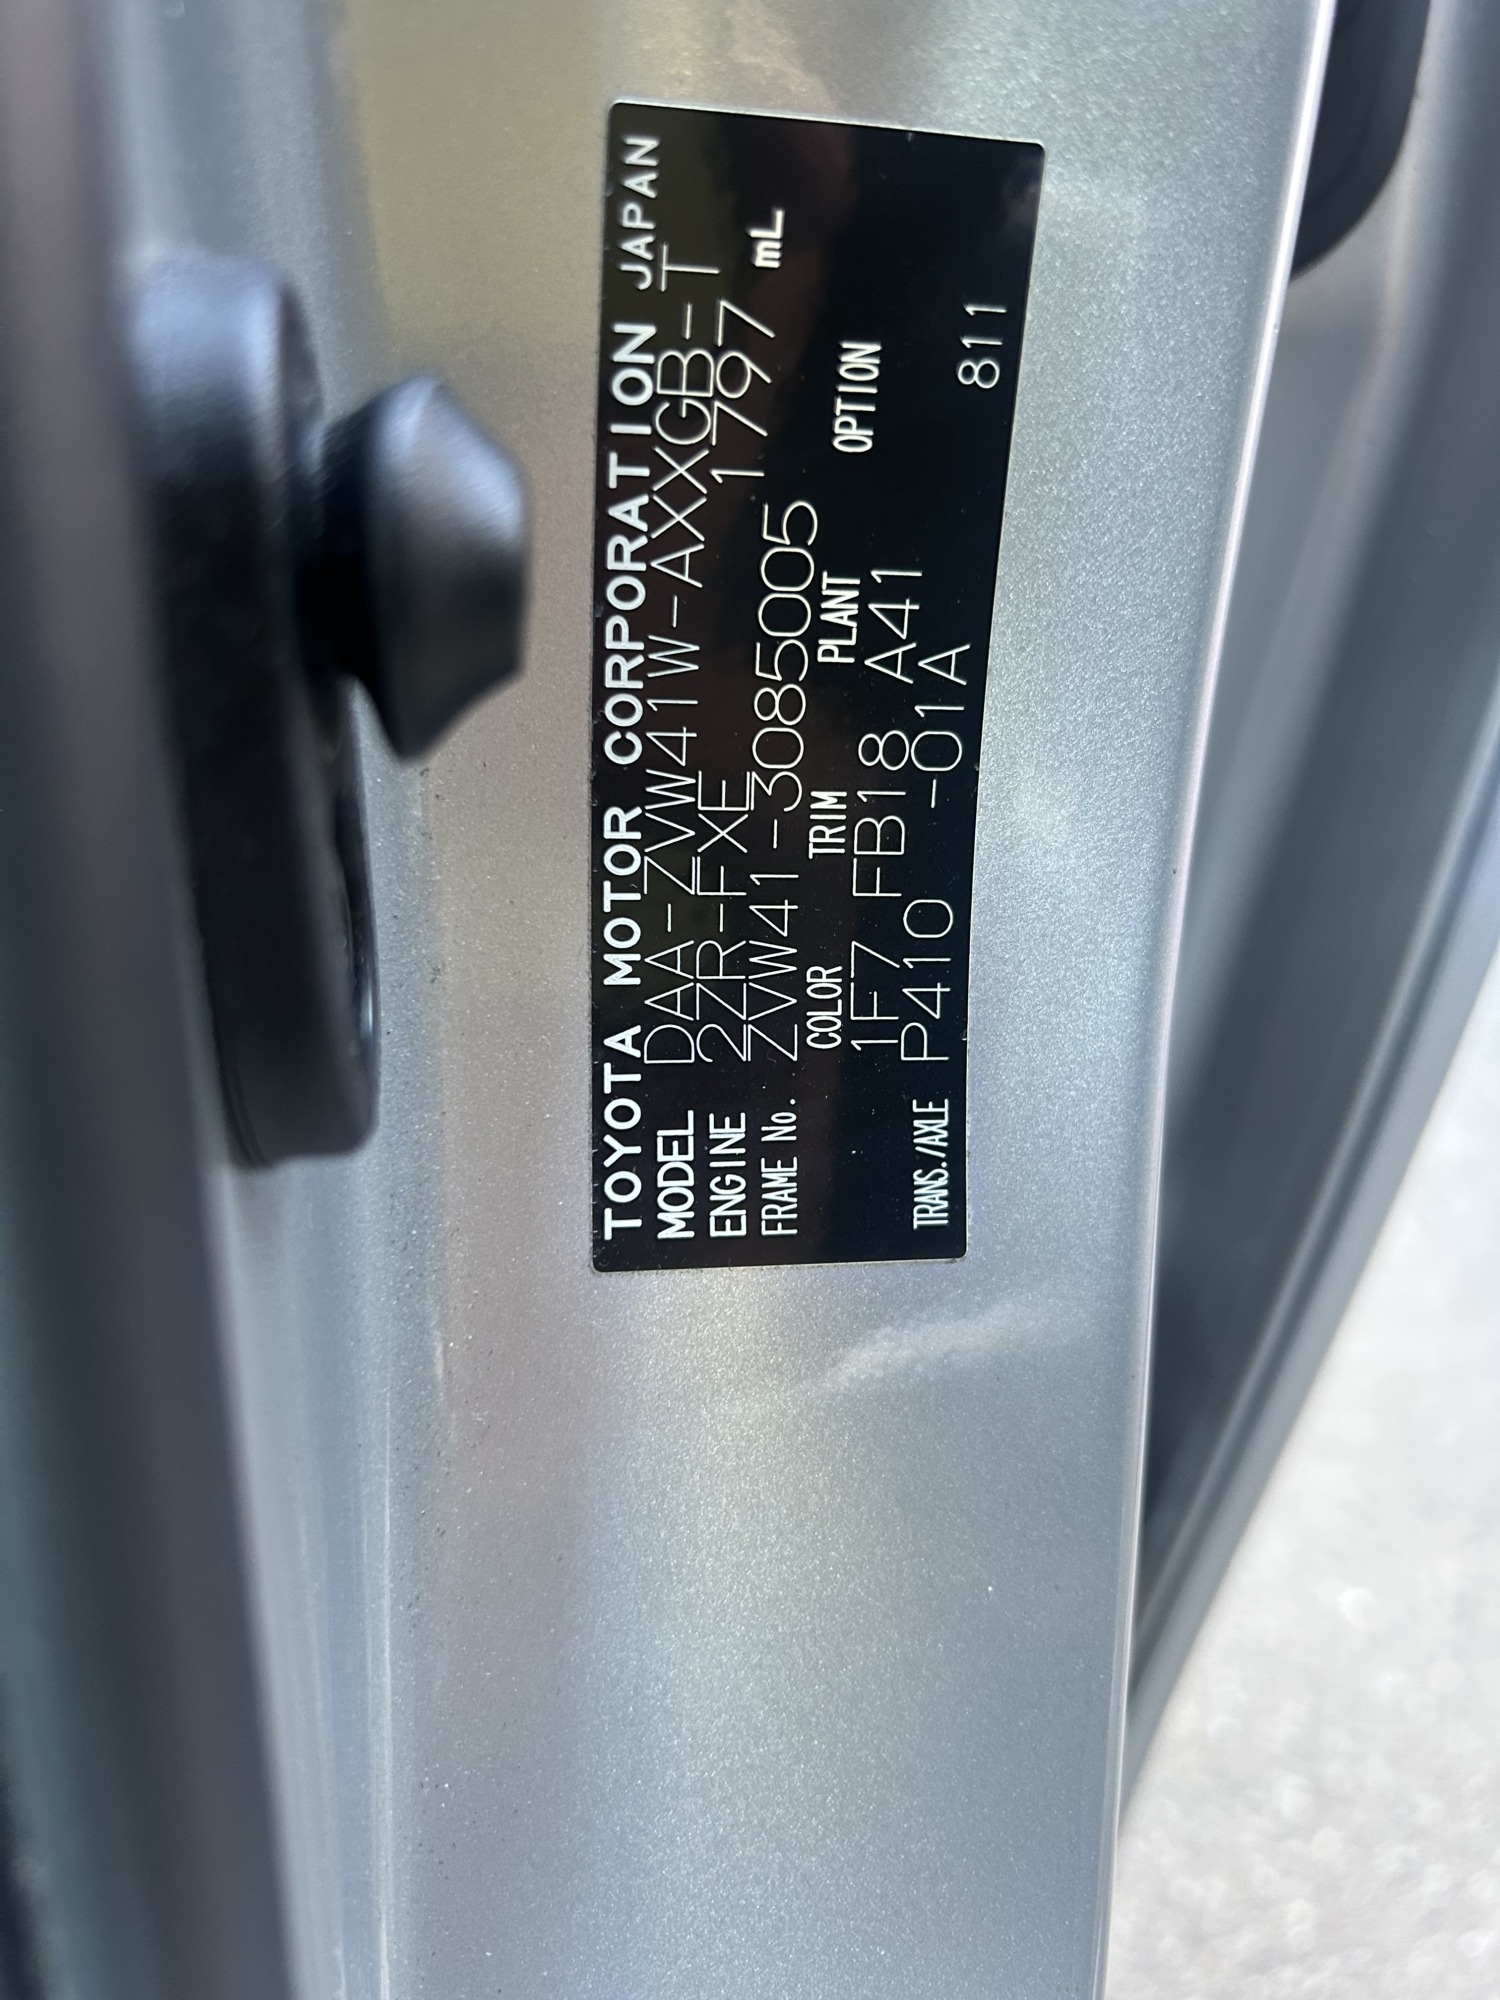 TOYOTA MOTOR CORPORATION JAPAN
MODEL DAA-ZVW41W-AXXGB-T
ENGINE 2ZR-FXE 1797 mL
FRAME No. ZVW41-3085005
COLOR TRIM PLANT OPTION
1F7 FB18 A41
TRANS./AXLE P410 -01A 811